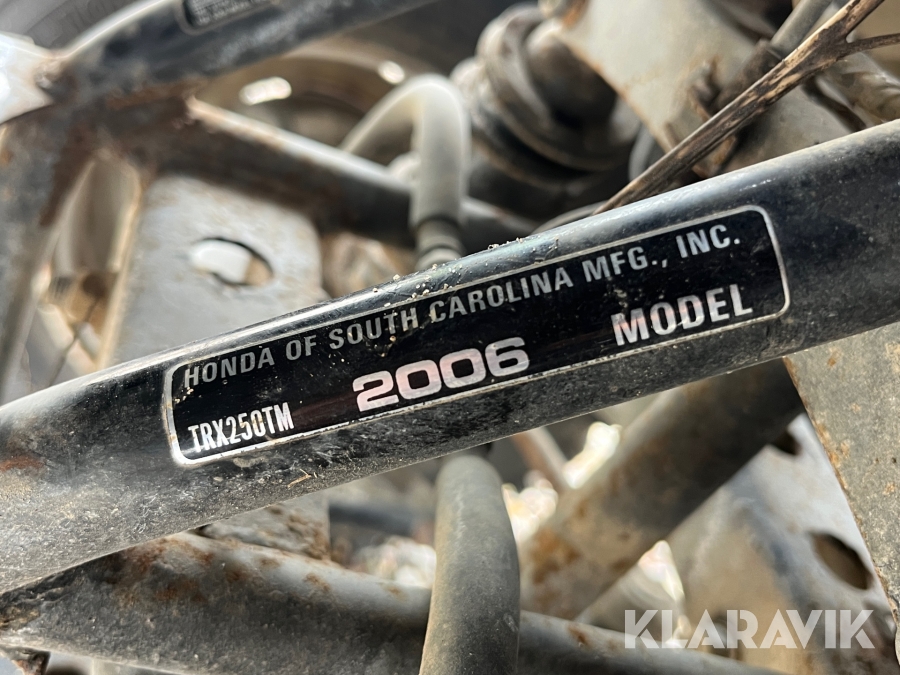 HONDA OF SOUTH CAROLINA MFG., INC.
TRX250TM 2006 MODEL
KLARAVIK